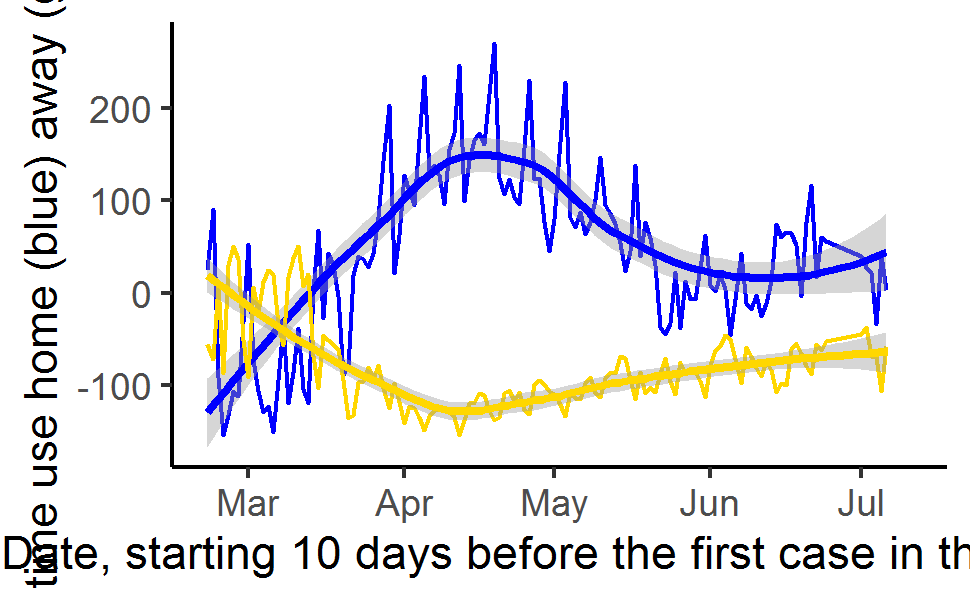 time use home (blue) away (
200
100
0
-100
Mar Apr May Jun Jul
Date, starting 10 days before the first case in th